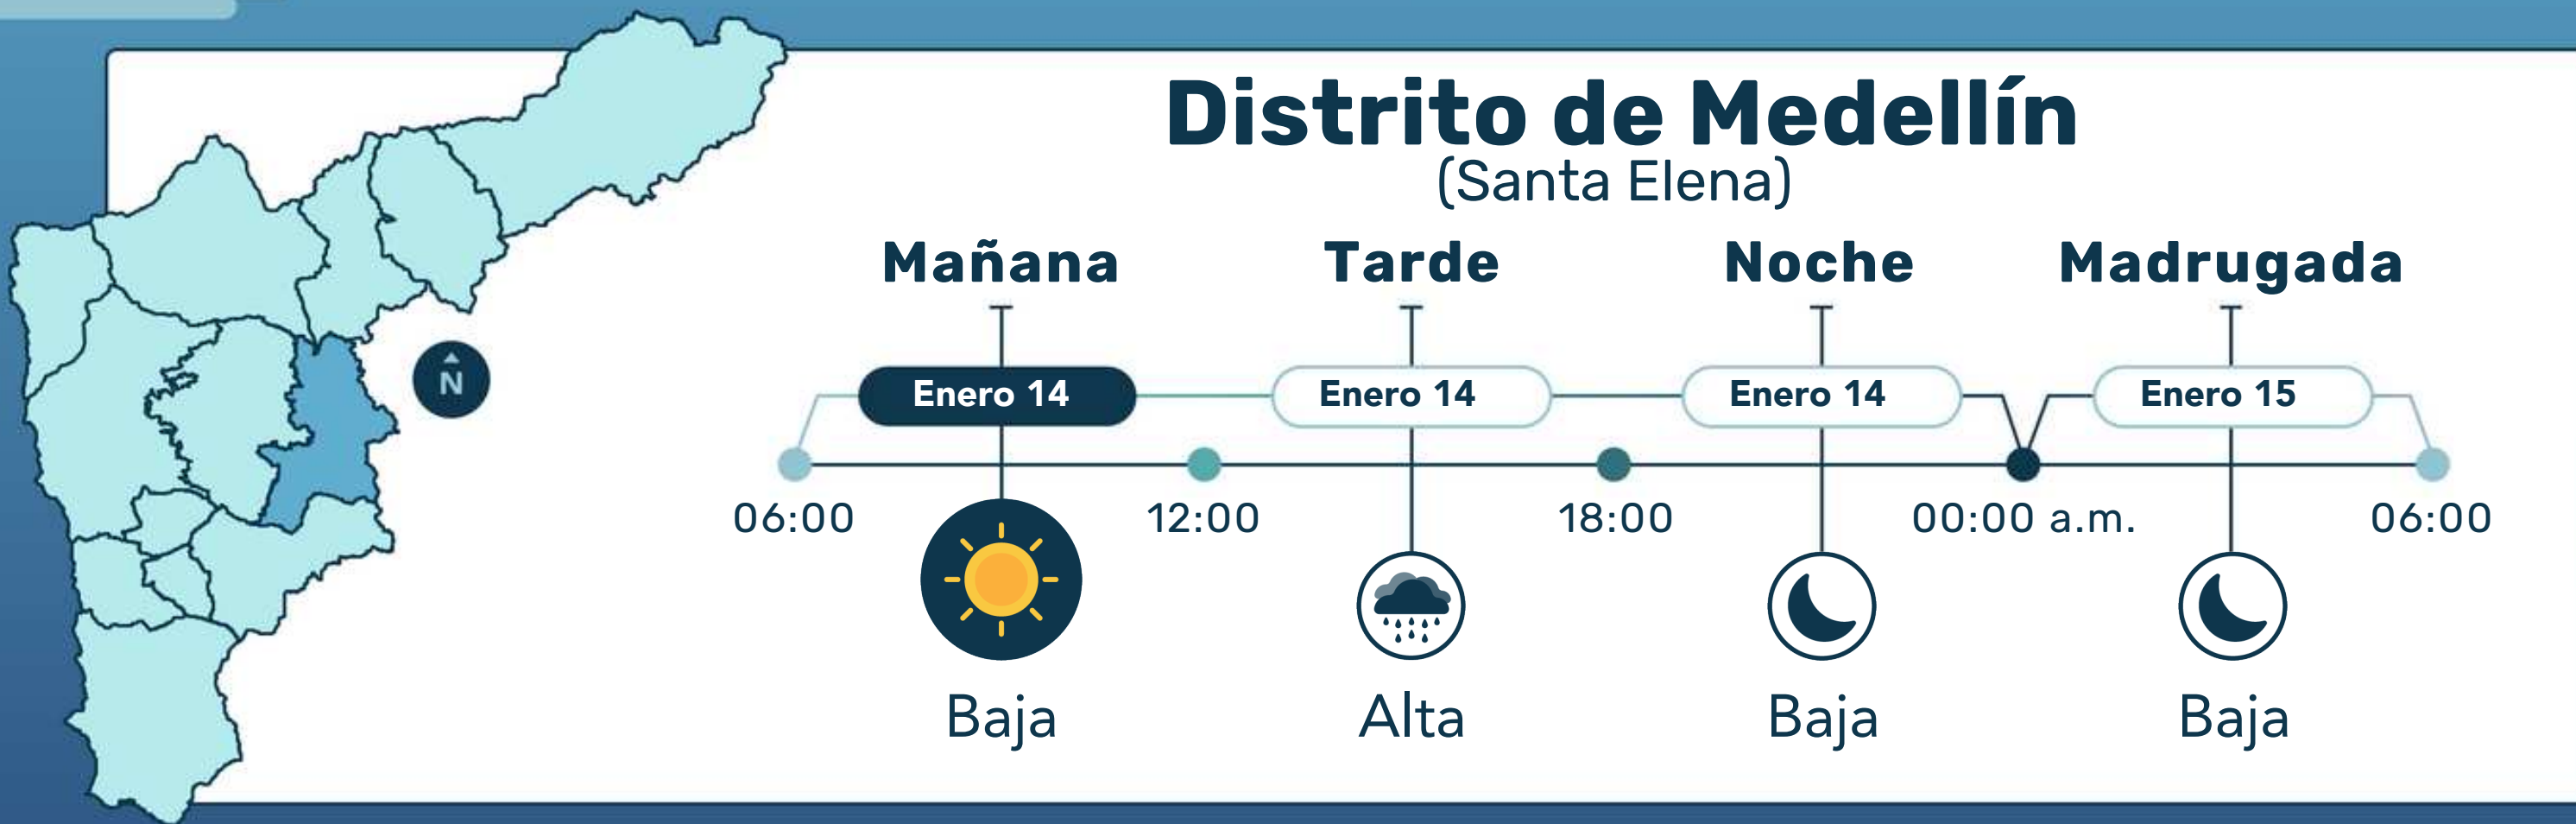 Distrito de Medellín
(Santa Elena)
Mañana Tarde Noche Madrugada
N
Enero 14 Enero 14 Enero 14 Enero 15
06:00 12:00 18:00 00:00 a.m. 06:00
Baja Alta Baja Baja